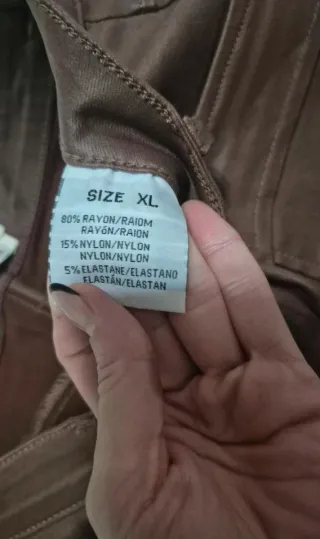 SIZE XL
80% RAYON/RAIOM
RAYÓN/RAION
15% NYLON/NYLON
NYLON/NYLON
5% ELASTANE/ELASTANO
ELASTÁN/ELASTAN